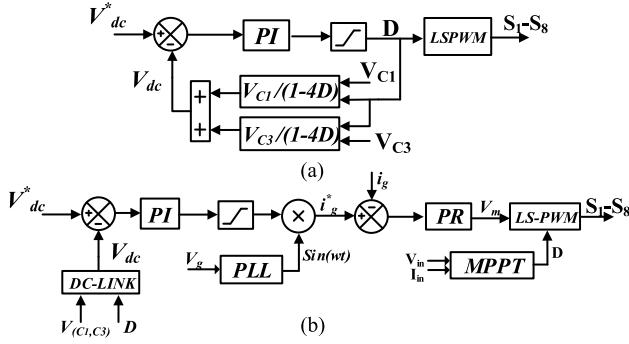 V*dc
+
−
PI
D
LSPWM
S1-S8
Vdc
+
+
VC1/(1-4D)
VC1
VC3/(1-4D)
VC3
(a)
V*dc
+
−
PI
×
i*g
ig
+
−
PR
Vm
LS-PWM
S1-S8
Vdc
Vg
PLL
Sin(wt)
Vin
Iin
MPPT
D
DC-LINK
V(C1,C3)
D
(b)